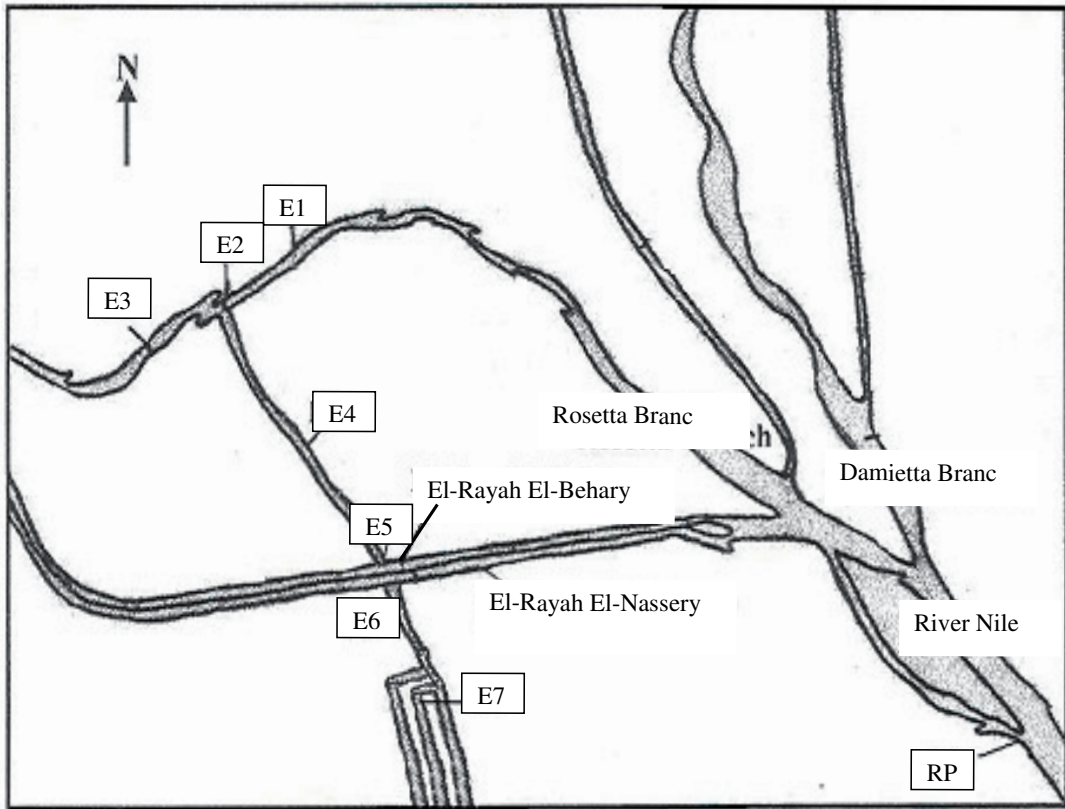 N
E1
E2
E3
E4
Rosetta Branc
ch
Damietta Branc
El-Rayah El-Behary
E5
El-Rayah El-Nassery
E6
River Nile
E7
RP